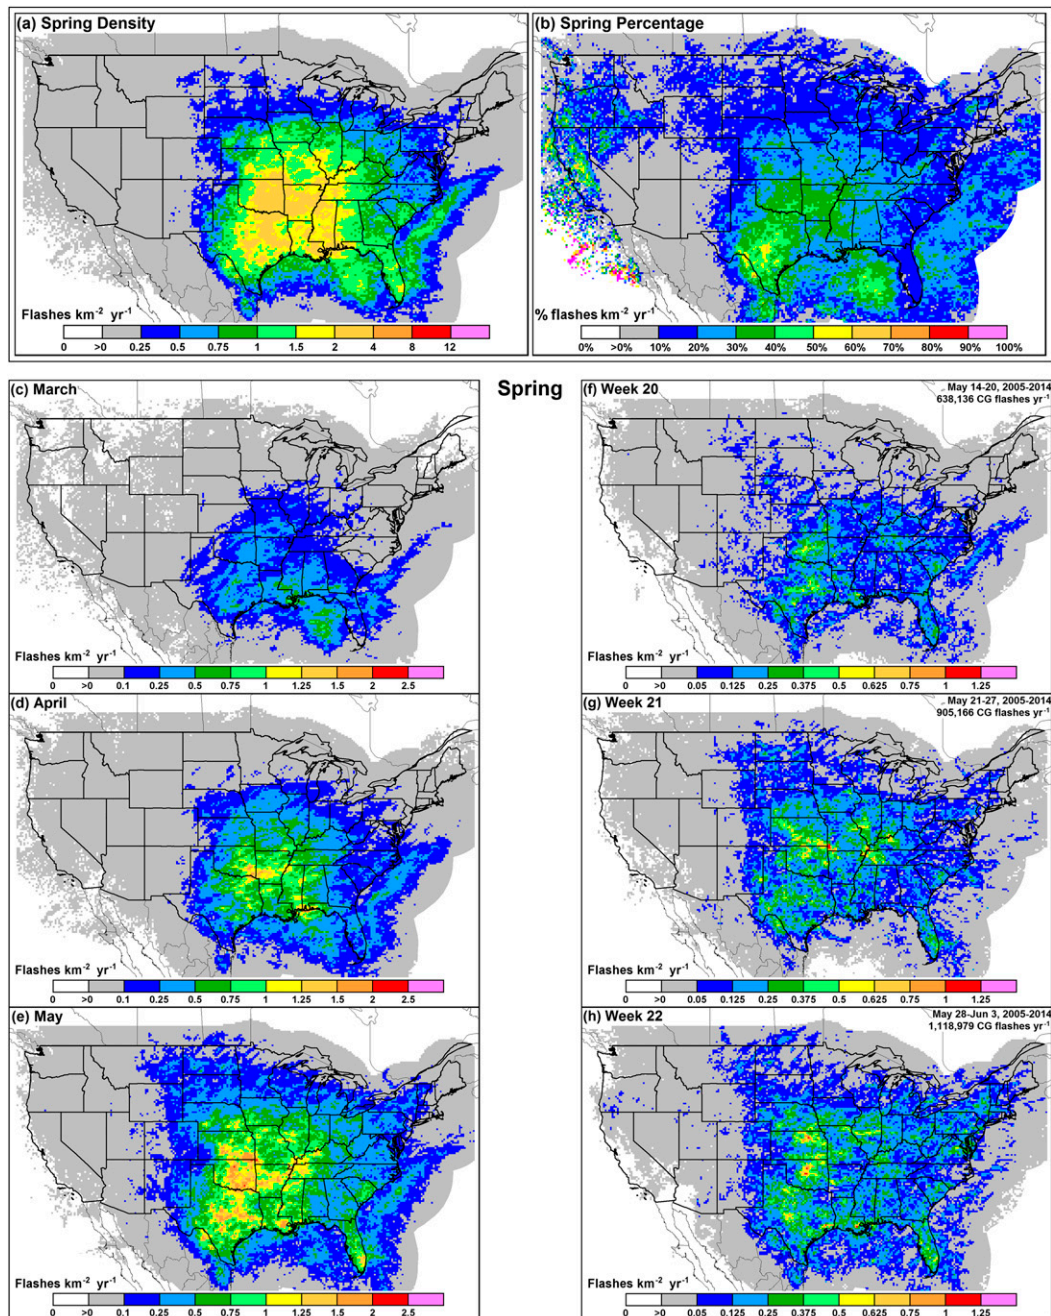 (a) Spring Density
Flashes km⁻² yr⁻¹
0 >0 0.25 0.5 0.75 1 1.5 2 4 8 12
(b) Spring Percentage
% flashes km⁻² yr⁻¹
0% >0% 10% 20% 30% 40% 50% 60% 70% 80% 90% 100%
Spring
(c) March
Flashes km⁻² yr⁻¹
0 >0 0.1 0.25 0.5 0.75 1 1.25 1.5 2 2.5
(d) April
Flashes km⁻² yr⁻¹
0 >0 0.1 0.25 0.5 0.75 1 1.25 1.5 2 2.5
(e) May
Flashes km⁻² yr⁻¹
0 >0 0.1 0.25 0.5 0.75 1 1.25 1.5 2 2.5
(f) Week 20
May 14-20, 2005-2014
638,136 CG flashes yr⁻¹
Flashes km⁻² yr⁻¹
0 >0 0.05 0.125 0.25 0.375 0.5 0.625 0.75 1 1.25
(g) Week 21
May 21-27, 2005-2014
905,166 CG flashes yr⁻¹
Flashes km⁻² yr⁻¹
0 >0 0.05 0.125 0.25 0.375 0.5 0.625 0.75 1 1.25
(h) Week 22
May 28-Jun 3, 2005-2014
1,118,979 CG flashes yr⁻¹
Flashes km⁻² yr⁻¹
0 >0 0.05 0.125 0.25 0.375 0.5 0.625 0.75 1 1.25